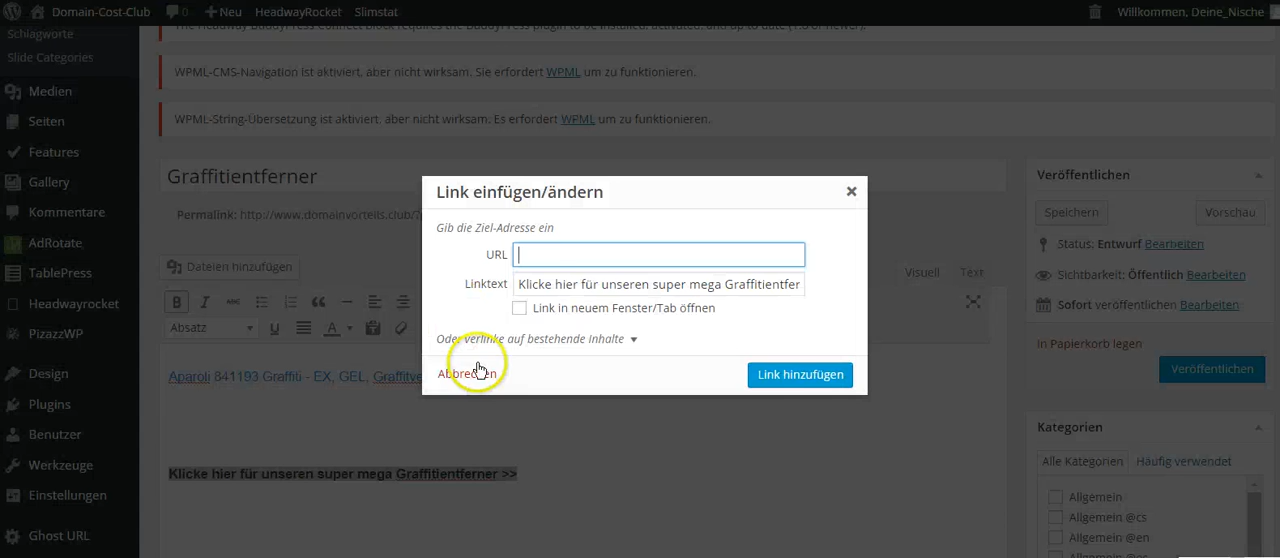 Domain-Cost-Club 0 Neu HeadwayRocket Slimstat Willkommen, Deine_Nische
Schlagworte
Slide Categories
Medien
Seiten
Features
Gallery
Kommentare
AdRotate
TablePress
Headwayrocket
PizazzWP
Design
Plugins
Benutzer
Werkzeuge
Einstellungen
Ghost URL
WPML-CMS-Navigation ist aktiviert, aber nicht wirksam. Sie erfordert WPML um zu funktionieren.
WPML-String-Übersetzung ist aktiviert, aber nicht wirksam: Es erfordert WPML um zu funktionieren.
Graffitientferner
Permalink: http://www.domainvorteils.club/?
Dateien hinzufügen
Visuell Text
B I ABC
Absatz U A
Aparoli 841193 Graffiti - EX, GEL,
Klicke hier für unseren super mega Graffitientferner >>
Link einfügen/ändern
Gib die Ziel-Adresse ein
URL
Linktext Klicke hier für unseren super mega Graffitientfer
Link in neuem Fenster/Tab öffnen
Oder verlinke auf bestehende Inhalte
Abbrechen
Link hinzufügen
Veröffentlichen
Speichern Vorschau
Status: Entwurf Bearbeiten
Sichtbarkeit: Öffentlich Bearbeiten
Sofort veröffentlichen Bearbeiten
In Papierkorb legen
Veröffentlichen
Kategorien
Alle Kategorien Häufig verwendet
Allgemein
Allgemein @cs
Allgemein @en